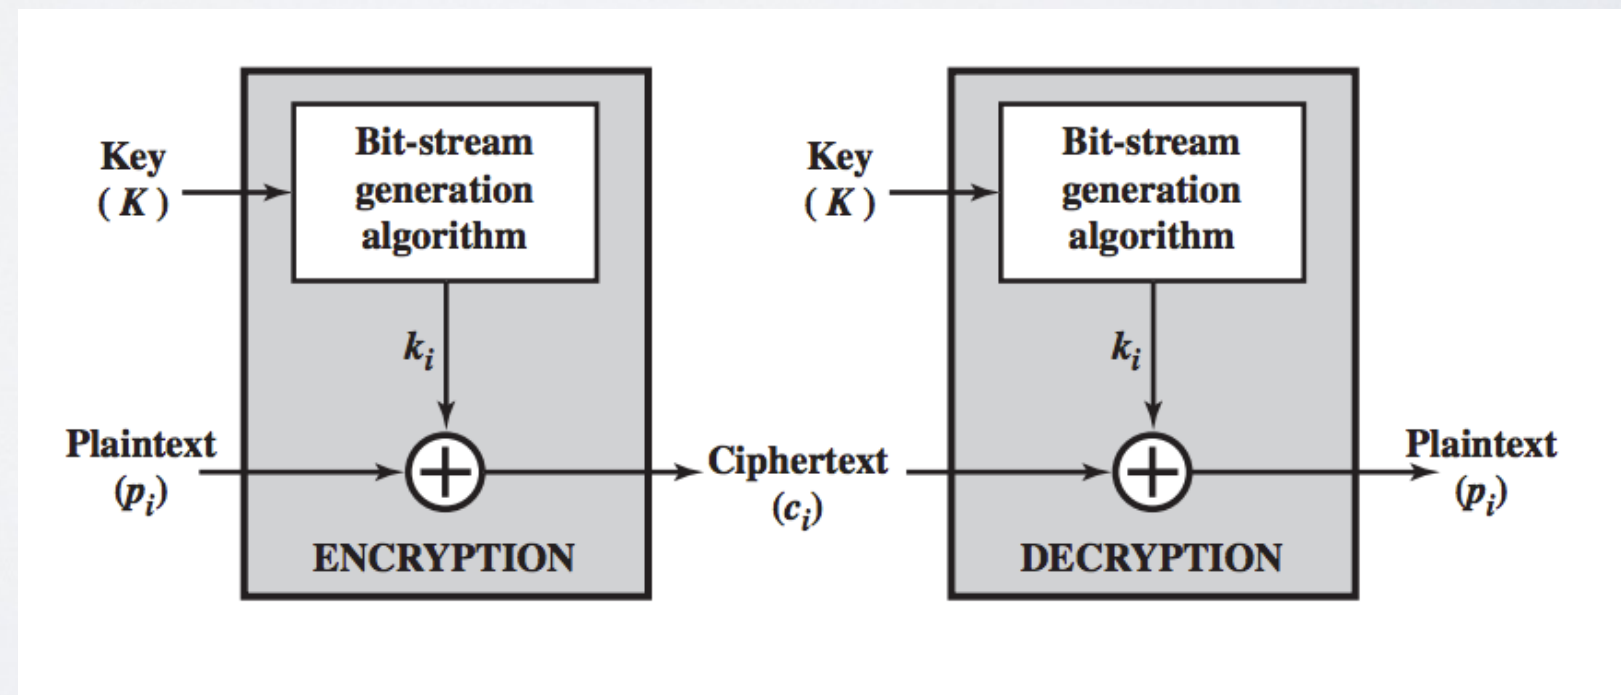 Key
( K )
Bit-stream
generation
algorithm
k_i
Plaintext
(p_i)
ENCRYPTION
Ciphertext
(c_i)
Key
( K )
Bit-stream
generation
algorithm
k_i
DECRYPTION
Plaintext
(p_i)